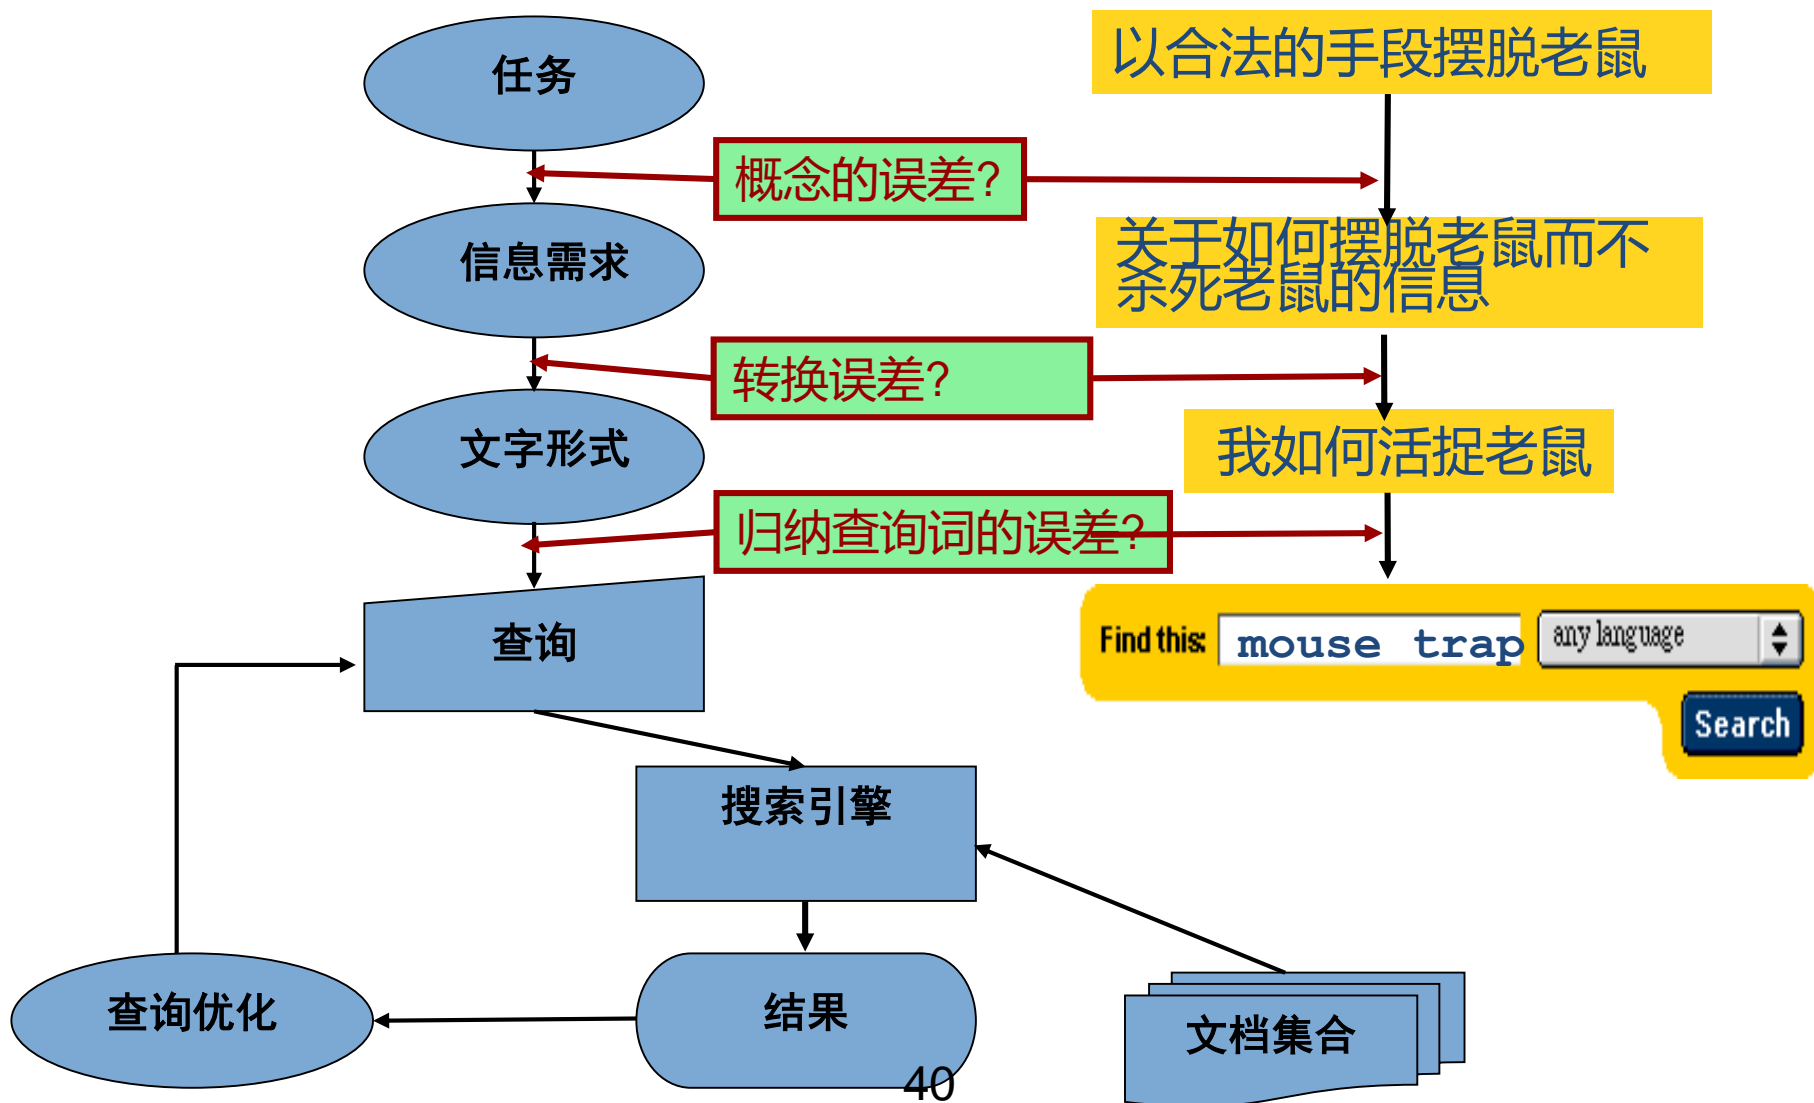 任务
以合法的手段摆脱老鼠
概念的误差?
信息需求
关于如何摆脱老鼠而不
杀死老鼠的信息
转换误差?
文字形式
我如何活捉老鼠
归纳查询词的误差?
查询
Find this: mouse trap any language
Search
搜索引擎
查询优化
结果
文档集合
40